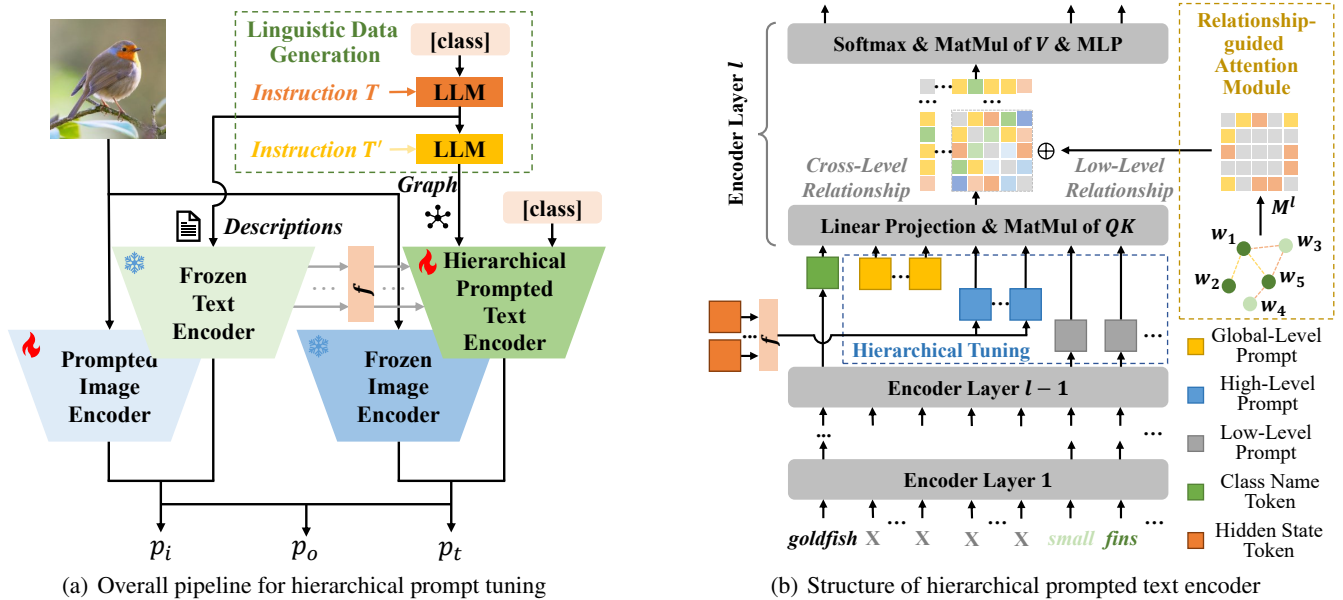 Linguistic Data
Generation
[class]
Instruction T
LLM
Instruction T′
LLM
Graph
[class]
Descriptions
Frozen
Text
Encoder
...
...
f
Hierarchical
Prompted
Text
Encoder
Prompted
Image
Encoder
Frozen
Image
Encoder
p_i
p_o
p_t
(a) Overall pipeline for hierarchical prompt tuning
Encoder Layer l
Softmax & MatMul of V & MLP
Cross-Level
Relationship
⊕
Low-Level
Relationship
Linear Projection & MatMul of QK
Relationship-
guided
Attention
Module
M^l
w_1
w_3
w_2
w_5
w_4
f
Hierarchical Tuning
Encoder Layer l − 1
Encoder Layer 1
goldfish X ... X X ... X small fins ...
Global-Level
Prompt
High-Level
Prompt
Low-Level
Prompt
Class Name
Token
Hidden State
Token
(b) Structure of hierarchical prompted text encoder